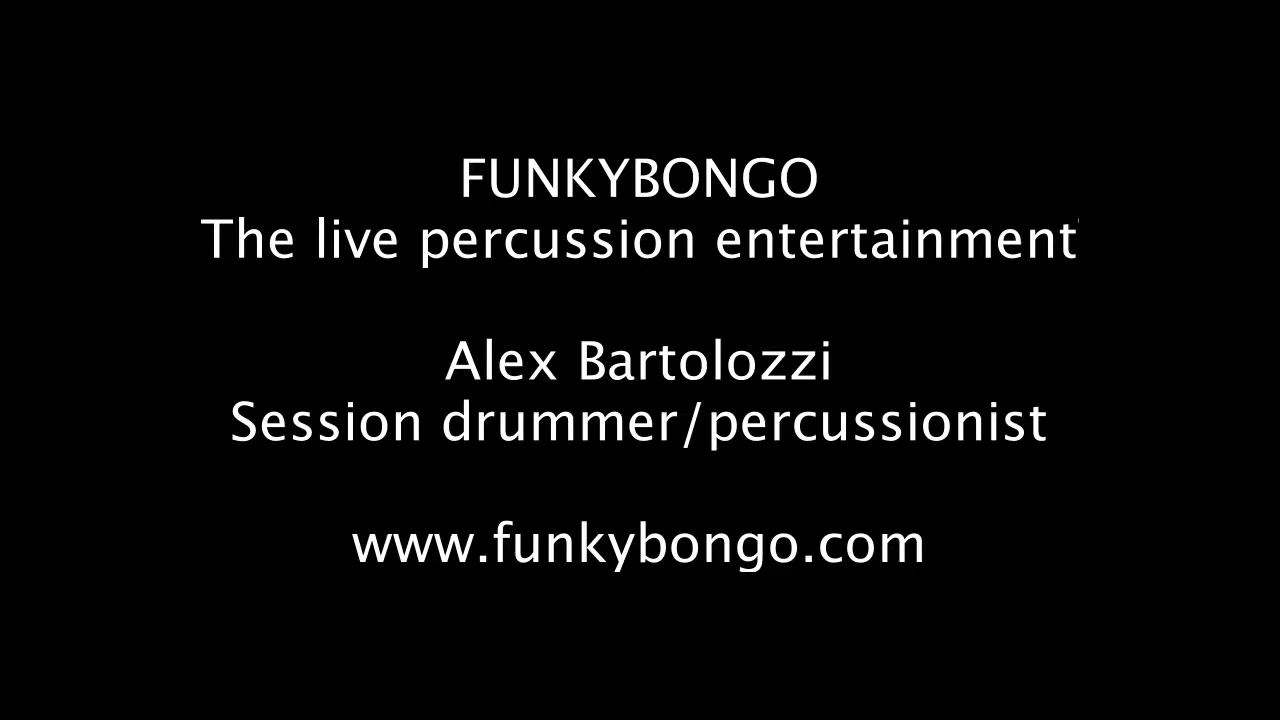 FUNKYBONGO
The live percussion entertainment
Alex Bartolozzi
Session drummer/percussionist
www.funkybongo.com